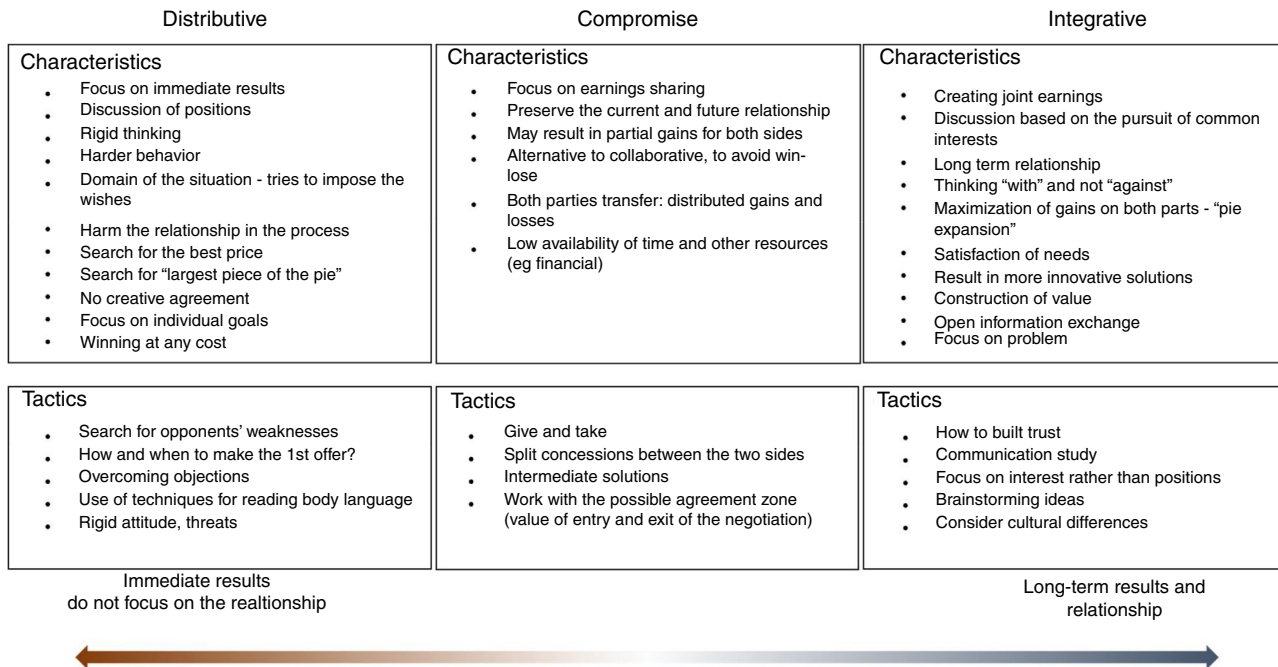 Distributive
Compromise
Integrative
Characteristics
• Focus on immediate results
• Discussion of positions
• Rigid thinking
• Harder behavior
• Domain of the situation - tries to impose the
wishes
• Harm the relationship in the process
• Search for the best price
• Search for “largest piece of the pie”
• No creative agreement
• Focus on individual goals
• Winning at any cost
Characteristics
• Focus on earnings sharing
• Preserve the current and future relationship
• May result in partial gains for both sides
• Alternative to collaborative, to avoid win-
lose
• Both parties transfer: distributed gains and
losses
• Low availability of time and other resources
(eg financial)
Characteristics
• Creating joint earnings
• Discussion based on the pursuit of common
interests
• Long term relationship
• Thinking “with” and not “against”
• Maximization of gains on both parts - “pie
expansion”
• Satisfaction of needs
• Result in more innovative solutions
• Construction of value
• Open information exchange
• Focus on problem
Tactics
• Search for opponents’ weaknesses
• How and when to make the 1st offer?
• Overcoming objections
• Use of techniques for reading body language
• Rigid attitude, threats
Tactics
• Give and take
• Split concessions between the two sides
• Intermediate solutions
• Work with the possible agreement zone
(value of entry and exit of the negotiation)
Tactics
• How to built trust
• Communication study
• Focus on interest rather than positions
• Brainstorming ideas
• Consider cultural differences
Immediate results
do not focus on the realtionship
Long-term results and
relationship